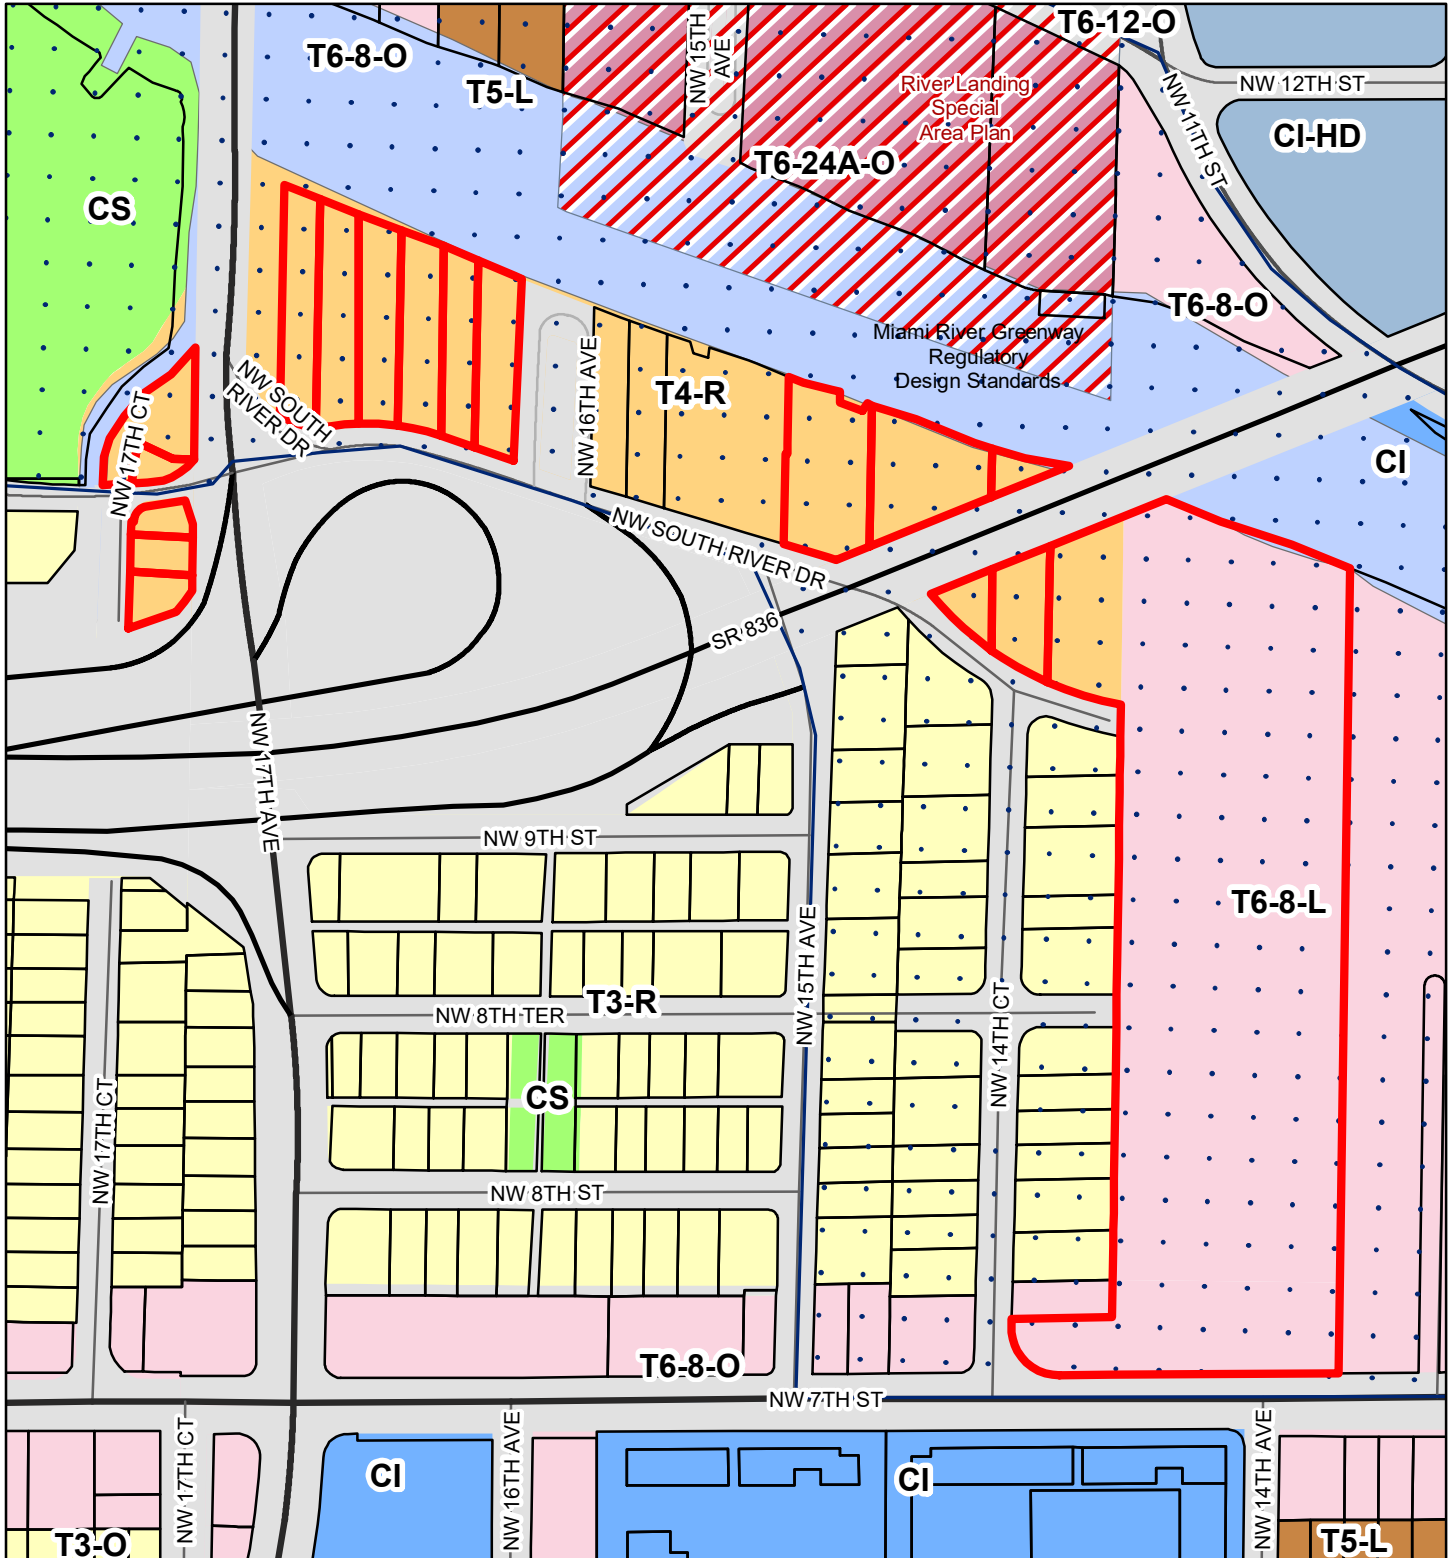 T6-12-O
T6-8-O
T5-L
NW 15TH
AVE
River Landing
Special
Area Plan
NW 12TH ST
NW 11TH ST
CI-HD
T6-24A-O
CS
T6-8-O
Miami River Greenway
Regulatory
Design Standards
NW SOUTH
RIVER DR
NW 16TH AVE
T4-R
NW 17TH CT
CI
NW SOUTH RIVER DR
SR 836
NW 17TH AVE
NW 9TH ST
T6-8-L
NW 15TH AVE
T3-R
NW 8TH TER
NW 14TH CT
CS
NW 17TH CT
NW 8TH ST
T6-8-O
NW 7TH ST
NW 17TH CT
NW 16TH AVE
NW 14TH AVE
CI
CI
T3-O
T5-L